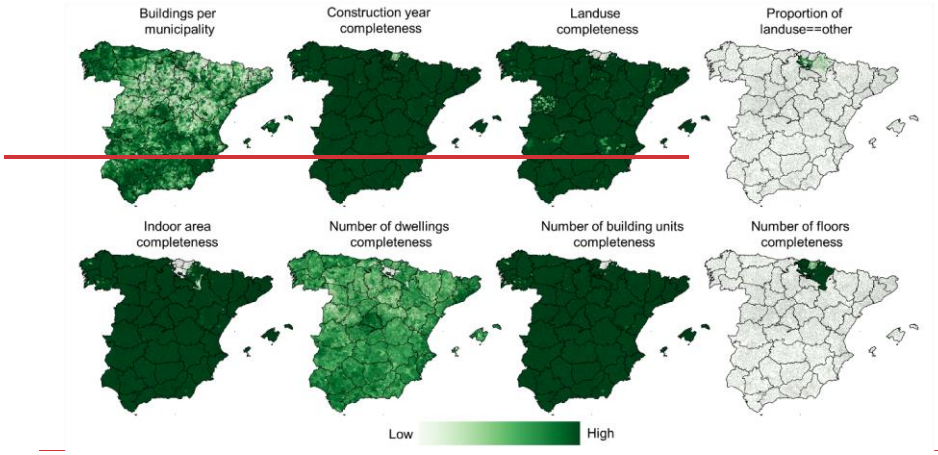 Buildings per
municipality
Construction year
completeness
Landuse
completeness
Proportion of
landuse==other
Indoor area
completeness
Number of dwellings
completeness
Number of building units
completeness
Number of floors
completeness
Low
High